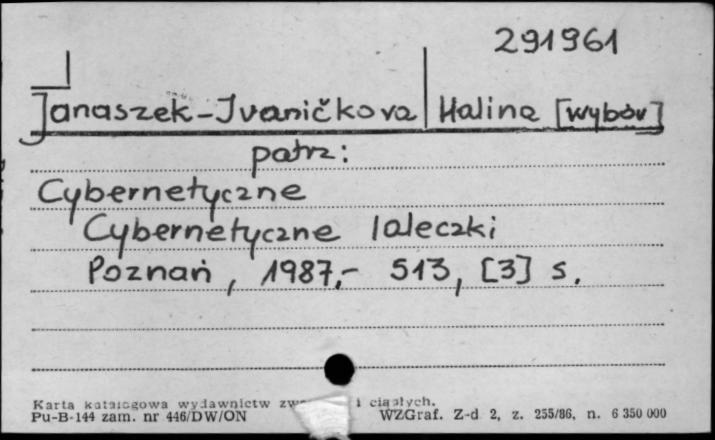 291961
Janaszek-Ivaničkova Halina [wybór]
patrz:
Cybernetyczne
Cybernetyczne laleczki
Poznań, 1987,- 513, [3] s.
Karta katalogowa wydawnictw i ciągłych.
Pu-B-144 zam. nr 446/DW/ON WZGraf. Z-d 2, z. 255/86, n. 6 350 000